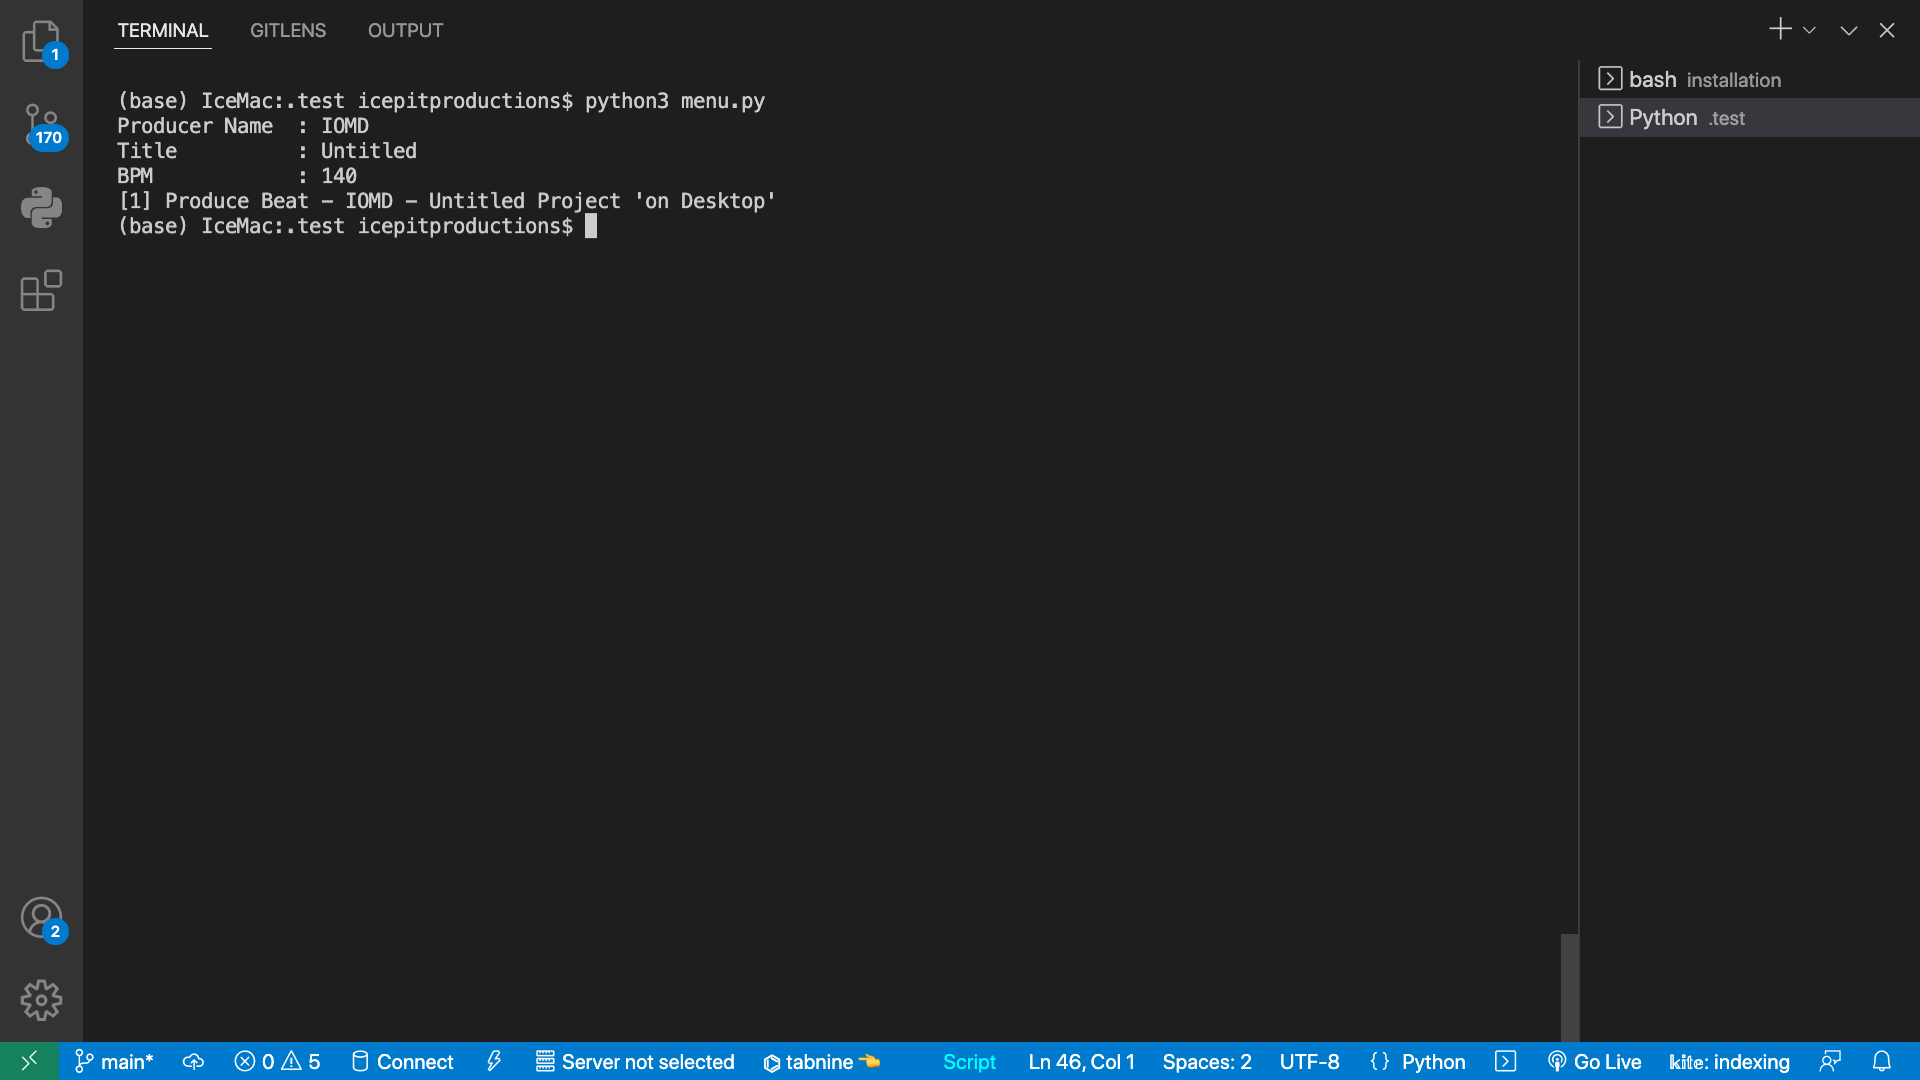 TERMINAL GITLENS OUTPUT
1
170
(base) IceMac:.test icepitproductions$ python3 menu.py
Producer Name : IOMD
Title : Untitled
BPM : 140
[1] Produce Beat - IOMD - Untitled Project 'on Desktop'
(base) IceMac:.test icepitproductions$
bash installation
Python .test
2
main* 0 5 Connect Server not selected tabnine Script Ln 46, Col 1 Spaces: 2 UTF-8 {} Python Go Live kite: indexing